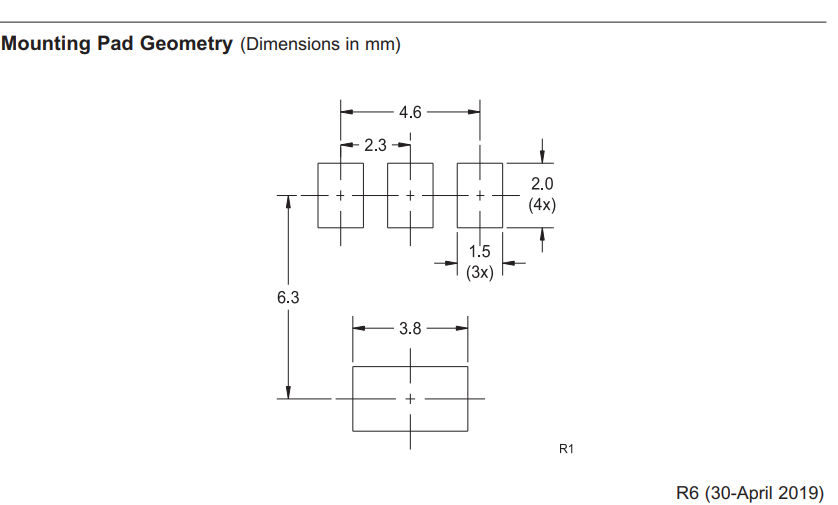 Mounting Pad Geometry (Dimensions in mm)
4.6
2.3
2.0
(4x)
1.5
(3x)
6.3
3.8
R1
R6 (30-April 2019)